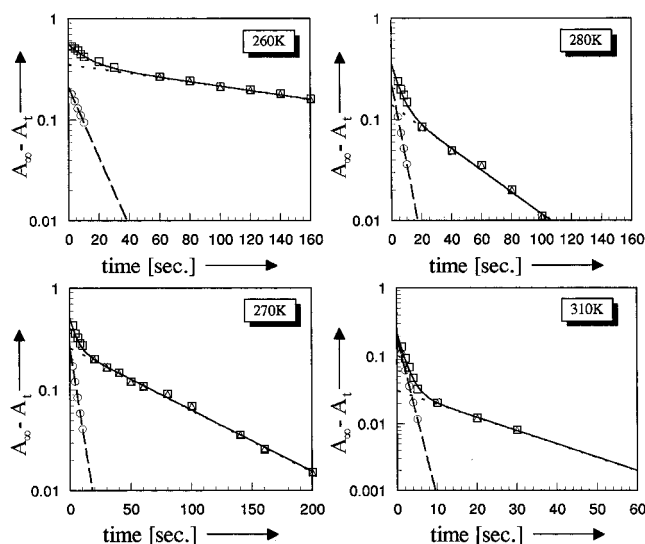 1
260K
0.1
0.01
0 20 40 60 80 100 120 140 160
A∞ - At
time [sec.]
1
280K
0.1
0.01
0 20 40 60 80 100 120 140 160
A∞ - At
time [sec.]
1
270K
0.1
0.01
0 50 100 150 200
A∞ - At
time [sec.]
1
310K
0.1
0.01
0.001
0 10 20 30 40 50 60
A∞ - At
time [sec.]